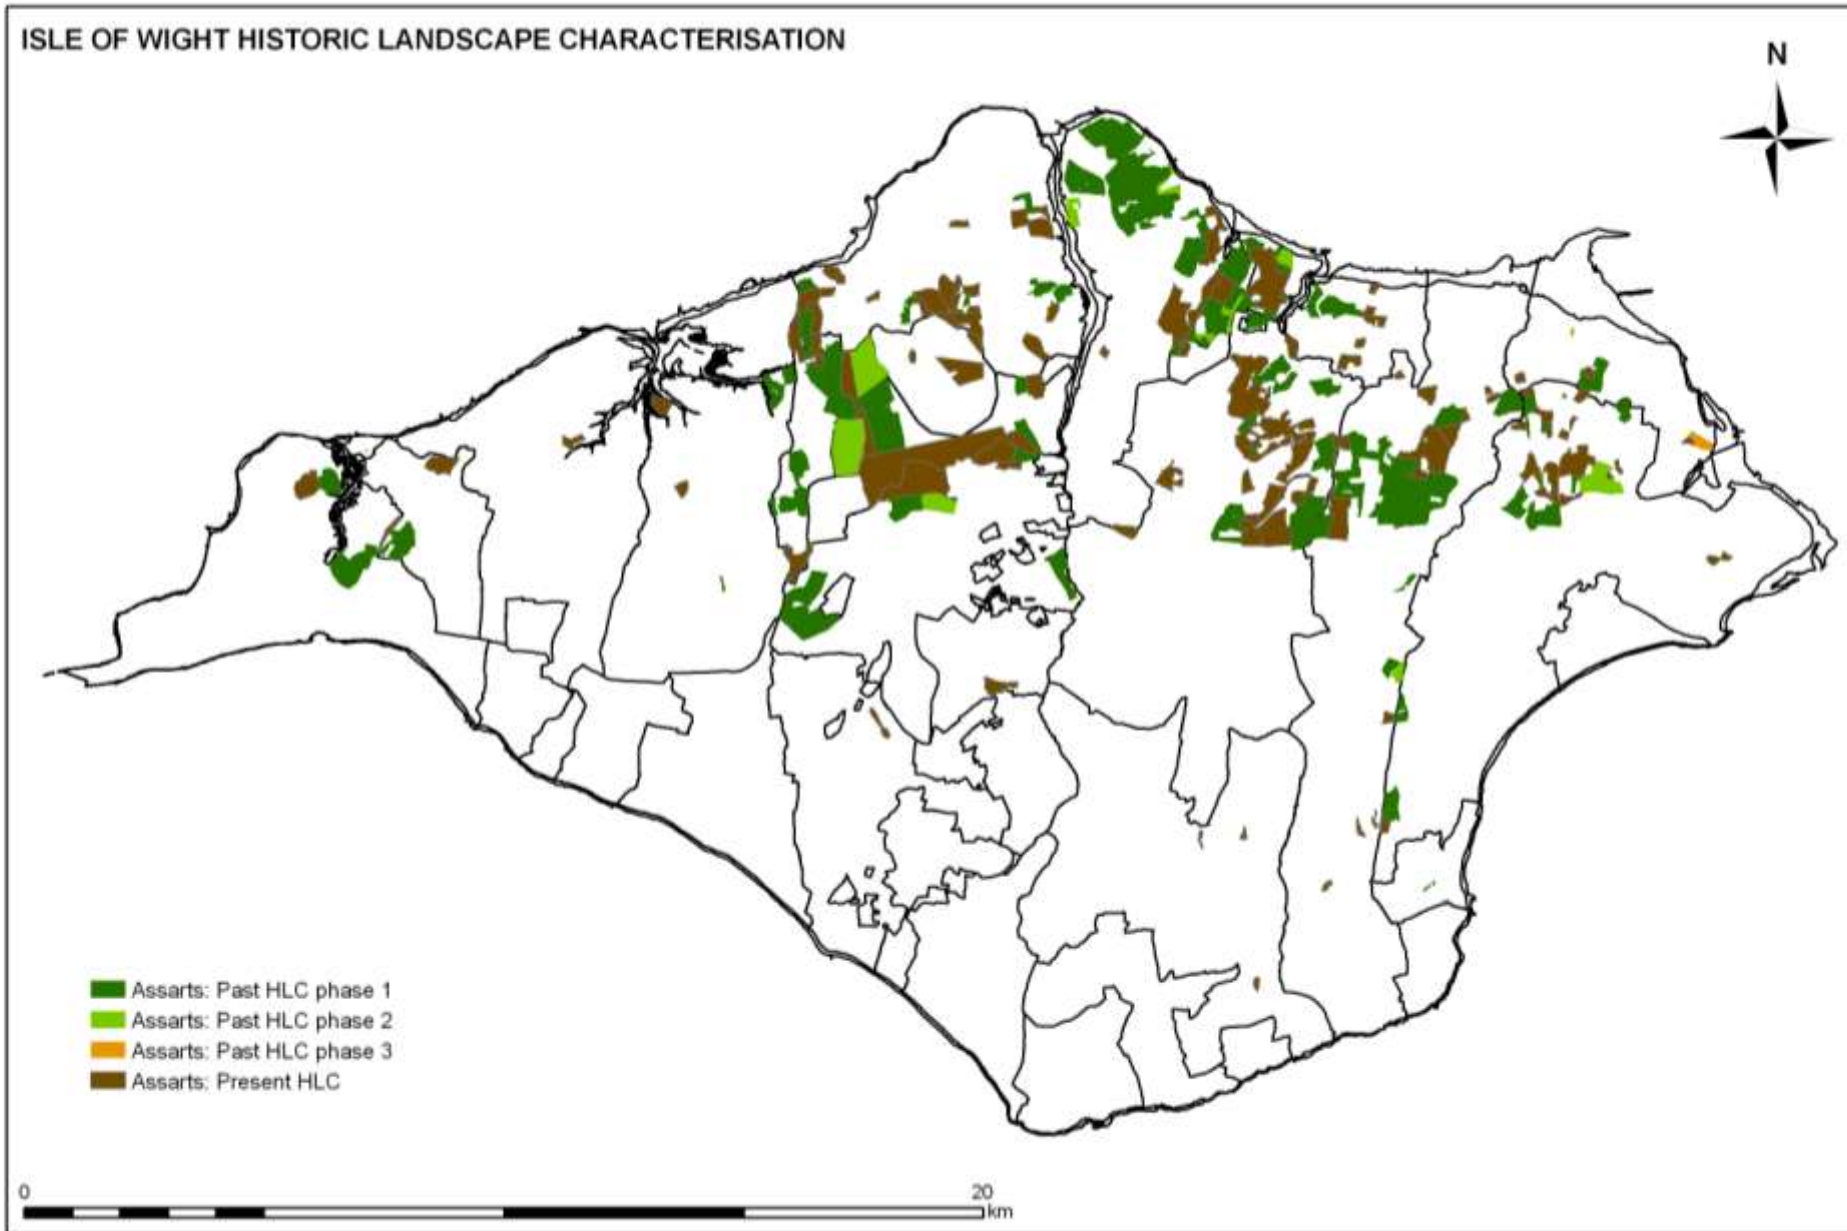 ISLE OF WIGHT HISTORIC LANDSCAPE CHARACTERISATION
N
Assarts: Past HLC phase 1
Assarts: Past HLC phase 2
Assarts: Past HLC phase 3
Assarts: Present HLC
0 20
km